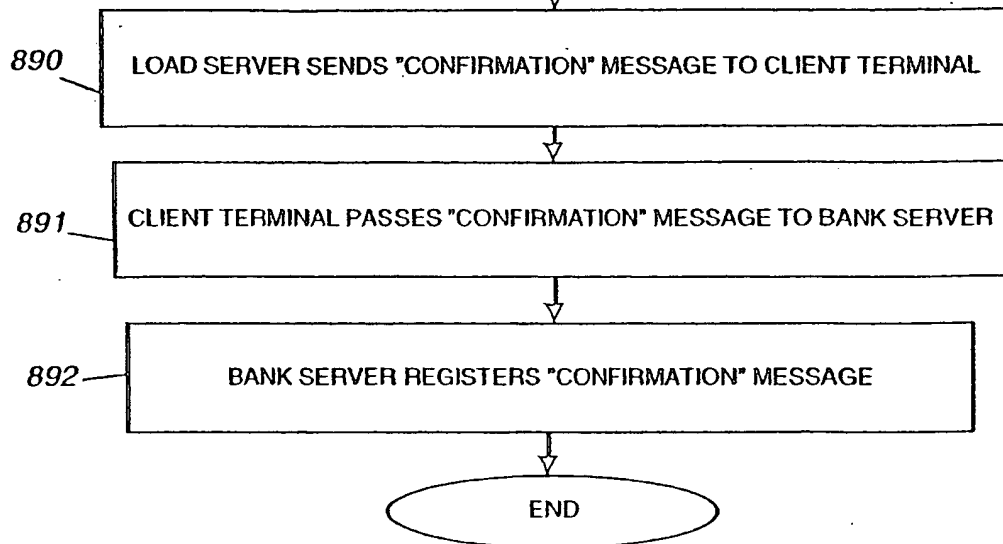 890
LOAD SERVER SENDS "CONFIRMATION" MESSAGE TO CLIENT TERMINAL
891
CLIENT TERMINAL PASSES "CONFIRMATION" MESSAGE TO BANK SERVER
892
BANK SERVER REGISTERS "CONFIRMATION" MESSAGE
END